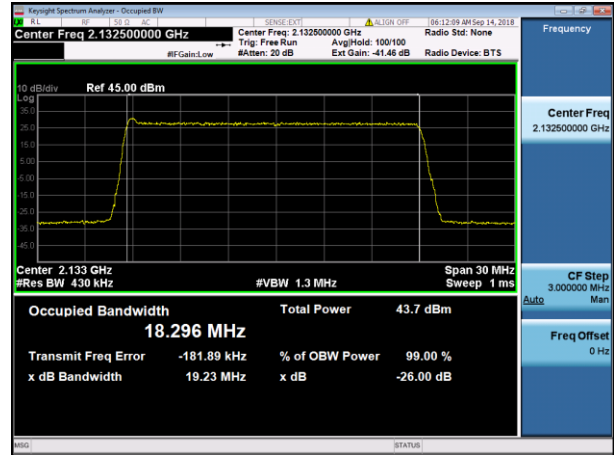 Keysight Spectrum Analyzer - Occupied BW
RL RF 50 Ω AC SENSE:EXT ALIGN OFF 06:12:09 AM Sep 14, 2018
Center Freq 2.132500000 GHz Center Freq: 2.132500000 GHz Radio Std: None Frequency
Trig: Free Run Avg|Hold: 100/100
#IFGain:Low #Atten: 20 dB Ext Gain: -41.46 dB Radio Device: BTS
10 dB/div Ref 45.00 dBm
Log
35.0
25.0
15.0
5.00
-5.00
-15.0
-25.0
-35.0
-45.0
Center Freq
2.132500000 GHz
Center 2.133 GHz Span 30 MHz
#Res BW 430 kHz #VBW 1.3 MHz Sweep 1 ms
CF Step
3.000000 MHz
Auto Man
Occupied Bandwidth Total Power 43.7 dBm
18.296 MHz
Transmit Freq Error -181.89 kHz % of OBW Power 99.00 %
x dB Bandwidth 19.23 MHz x dB -26.00 dB
Freq Offset
0 Hz
MSG STATUS